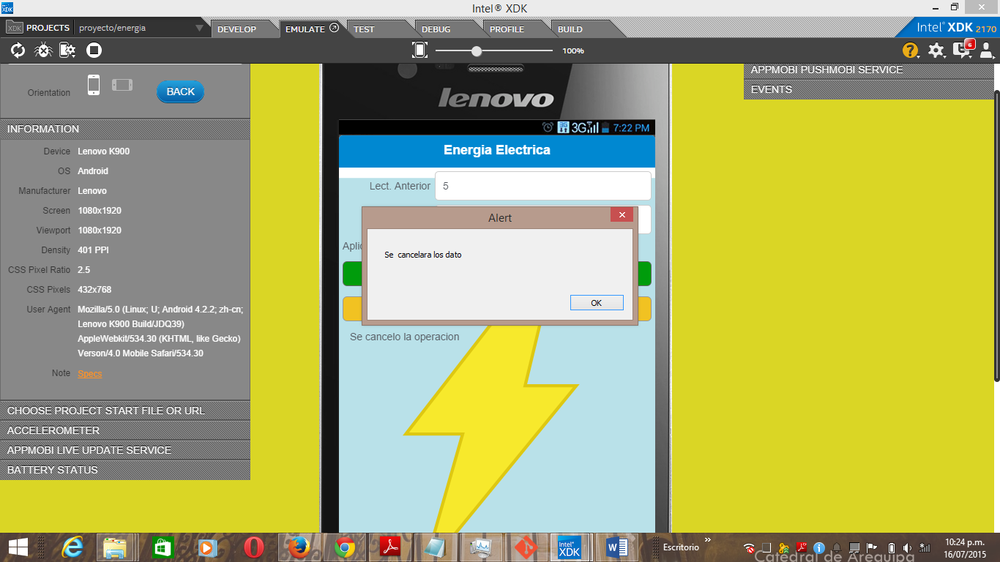 Intel® XDK
XDK PROJECTS proyecto/energia DEVELOP EMULATE TEST DEBUG PROFILE BUILD Intel® XDK 2170
100% ? 6
Orientation BACK
INFORMATION
Device Lenovo K900
OS Android
Manufacturer Lenovo
Screen 1080x1920
Viewport 1080x1920
Density 401 PPI
CSS Pixel Ratio 2.5
CSS Pixels 432x768
User Agent Mozilla/5.0 (Linux; U; Android 4.2.2; zh-cn;
Lenovo K900 Build/JDQ39)
AppleWebkit/534.30 (KHTML, like Gecko)
Verson/4.0 Mobile Safari/534.30
Note Specs
CHOOSE PROJECT START FILE OR URL
ACCELEROMETER
APPMOBI LIVE UPDATE SERVICE
BATTERY STATUS
lenovo
3G 3G 7:22 PM
Energia Electrica
Lect. Anterior 5
Aplic
Alert
Se cancelara los dato
OK
Se cancelo la operacion
APPMOBI PUSHMOBI SERVICE
EVENTS
Intel® XDK
Escritorio »
10:24 p.m.
16/07/2015
Catedral de Arequipa